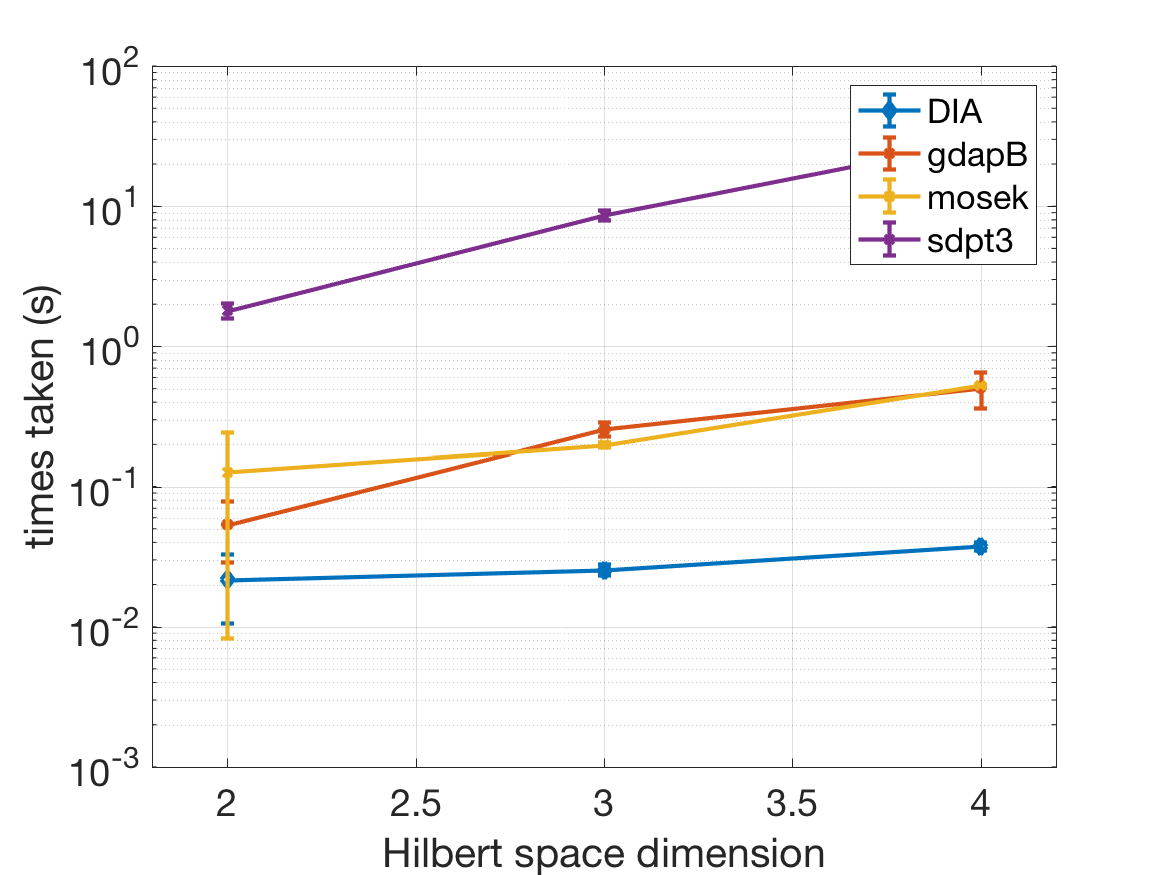 10^2
10^1
10^0
10^-1
10^-2
10^-3
times taken (s)
DIA
gdapB
mosek
sdpt3
2
2.5
3
3.5
4
Hilbert space dimension